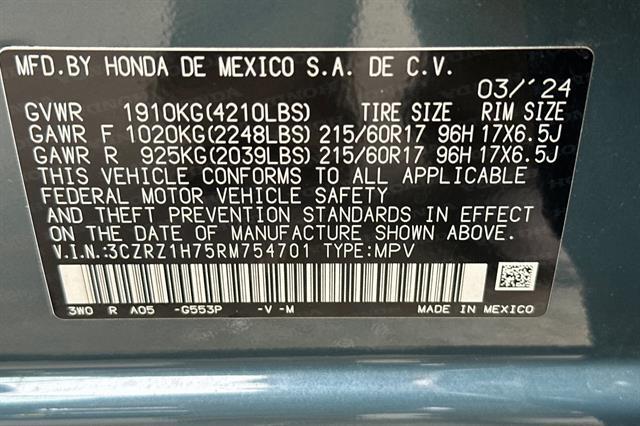 MFD.BY HONDA DE MEXICO S.A. DE C.V.
03/'24
GVWR 1910KG(4210LBS) TIRE SIZE RIM SIZE
GAWR F 1020KG(2248LBS) 215/60R17 96H 17X6.5J
GAWR R 925KG(2039LBS) 215/60R17 96H 17X6.5J
THIS VEHICLE CONFORMS TO ALL APPLICABLE
FEDERAL MOTOR VEHICLE SAFETY
AND THEFT PREVENTION STANDARDS IN EFFECT
ON THE DATE OF MANUFACTURE SHOWN ABOVE.
V.I.N.:3CZRZ1H75RM754701 TYPE:MPV
3W0 R A05 -G553P -V -M MADE IN MEXICO